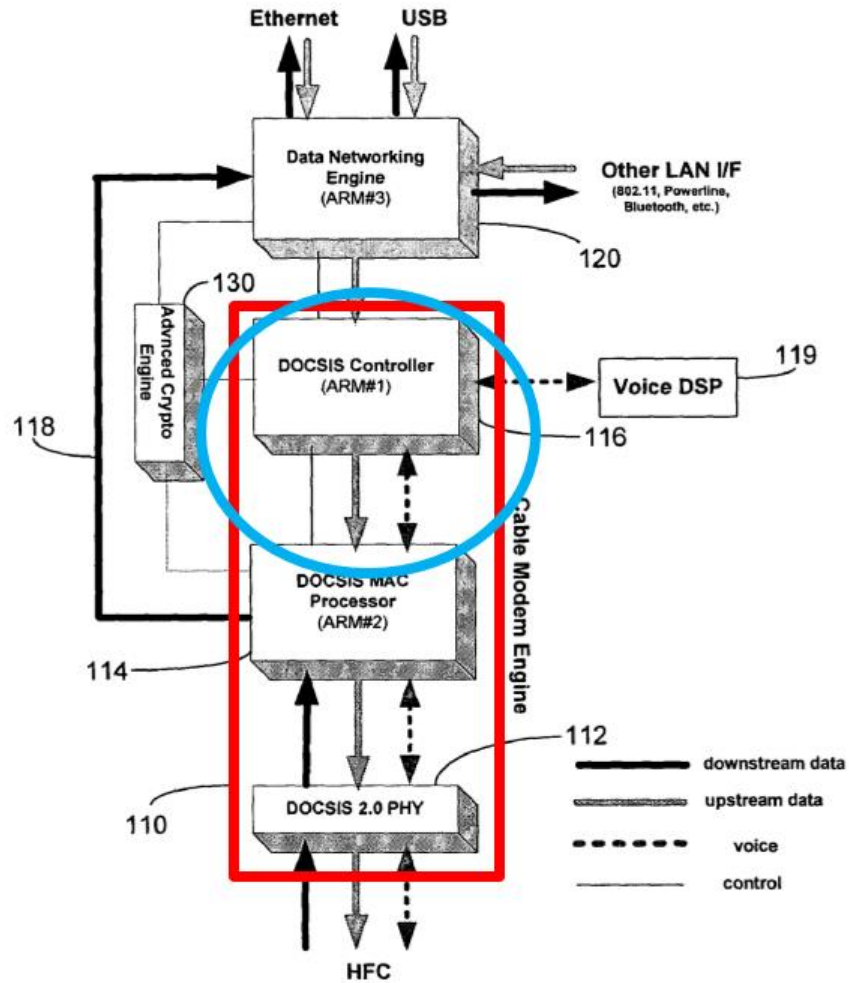 Ethernet
USB
Data Networking
Engine
(ARM#3)
Other LAN I/F
(802.11, Powerline,
Bluetooth, etc.)
120
130
Advnced Crypto
Engine
DOCSIS Controller
(ARM#1)
Voice DSP
119
118
116
Cable Modem Engine
DOCSIS MAC
Processor
(ARM#2)
114
112
110
DOCSIS 2.0 PHY
downstream data
upstream data
voice
control
HFC